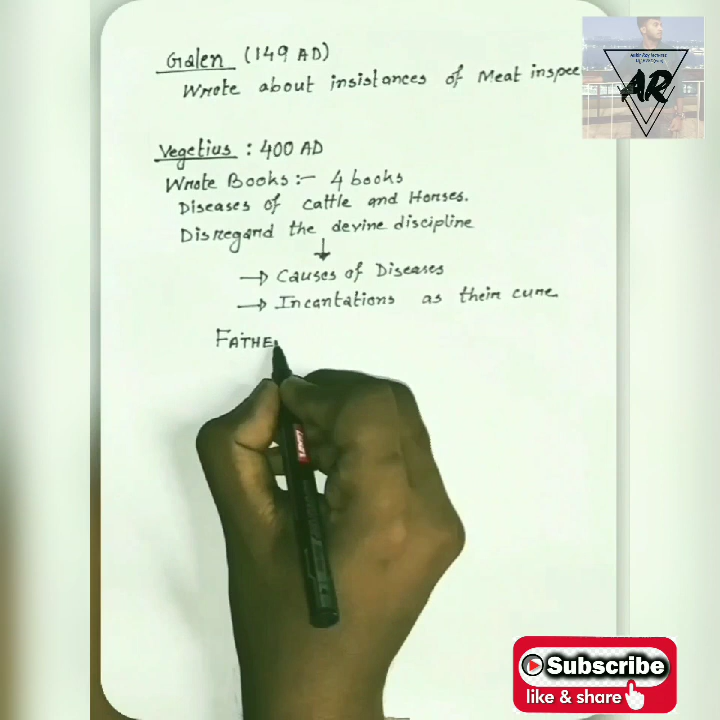 Galen (149 AD)
Wrote about insistances of Meat inspec
Vegetius : 400 AD
Wrote Books :- 4 books
Diseases of cattle and Horses.
Disregard the devine discipline
↓
→ Causes of Diseases
→ Incantations as their cure
FATHE
AR
Subscribe
like & share